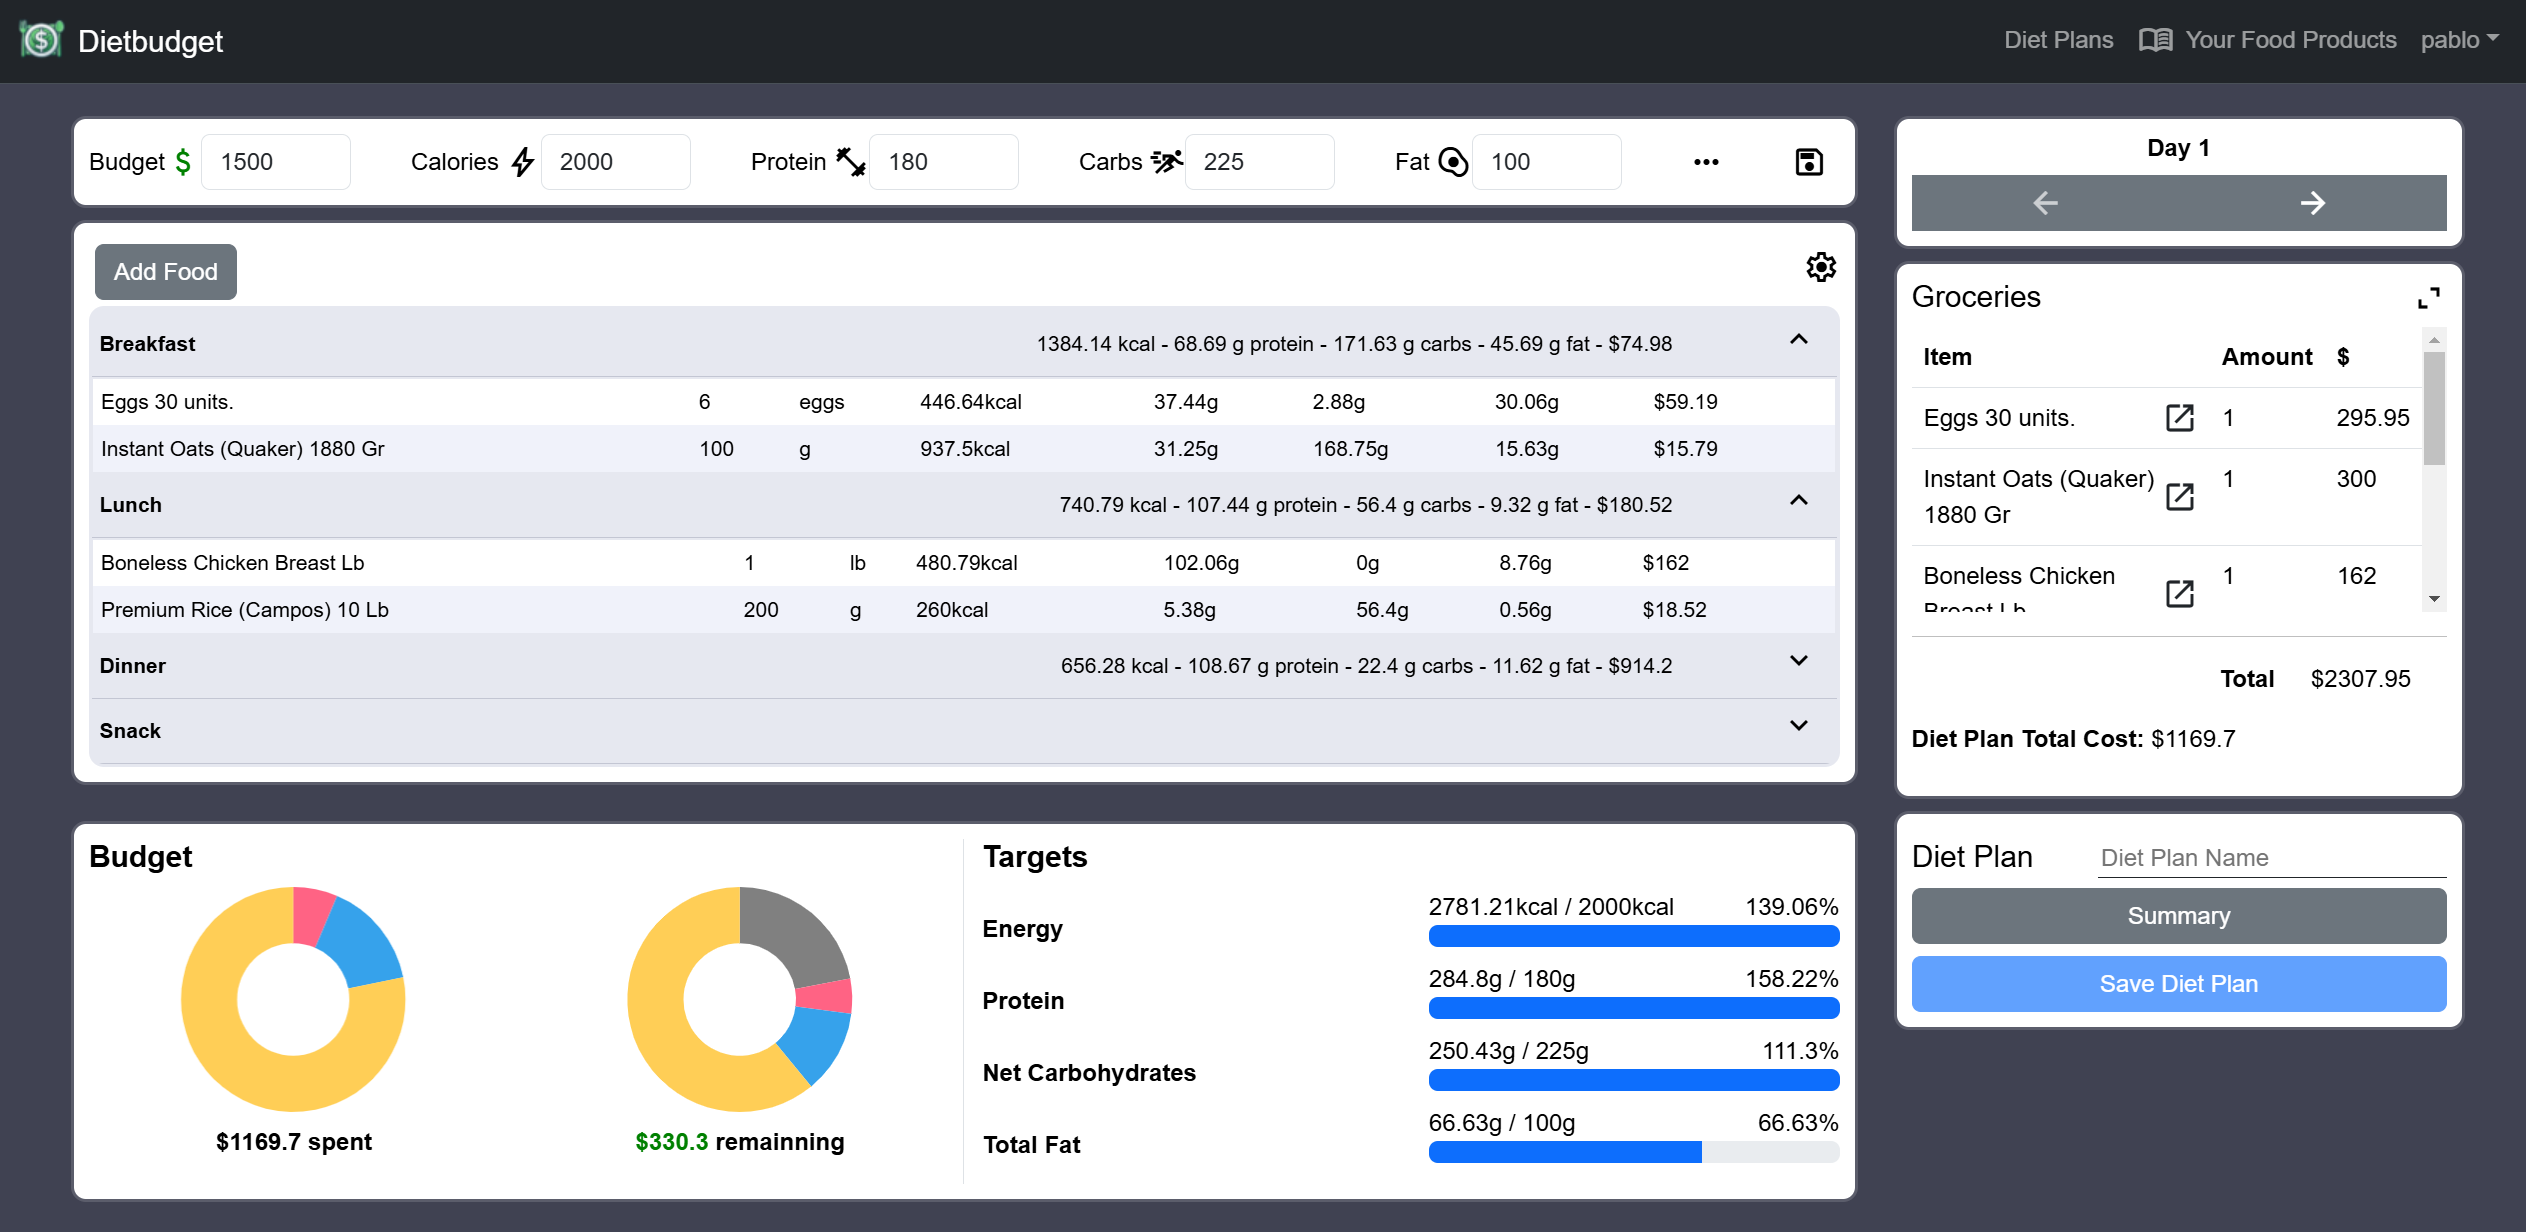 Dietbudget
Diet Plans Your Food Products pablo
Budget $ 1500 Calories 2000 Protein 180 Carbs 225 Fat 100
Add Food
Breakfast 1384.14 kcal - 68.69 g protein - 171.63 g carbs - 45.69 g fat - $74.98
Eggs 30 units. 6 eggs 446.64kcal 37.44g 2.88g 30.06g $59.19
Instant Oats (Quaker) 1880 Gr 100 g 937.5kcal 31.25g 168.75g 15.63g $15.79
Lunch 740.79 kcal - 107.44 g protein - 56.4 g carbs - 9.32 g fat - $180.52
Boneless Chicken Breast Lb 1 lb 480.79kcal 102.06g 0g 8.76g $162
Premium Rice (Campos) 10 Lb 200 g 260kcal 5.38g 56.4g 0.56g $18.52
Dinner 656.28 kcal - 108.67 g protein - 22.4 g carbs - 11.62 g fat - $914.2
Snack
Budget
$1169.7 spent
$330.3 remainning
Targets
Energy 2781.21kcal / 2000kcal 139.06%
Protein 284.8g / 180g 158.22%
Net Carbohydrates 250.43g / 225g 111.3%
Total Fat 66.63g / 100g 66.63%
Day 1
Groceries
Item Amount $
Eggs 30 units. 1 295.95
Instant Oats (Quaker) 1 300
1880 Gr
Boneless Chicken 1 162
Breast Lb
Total $2307.95
Diet Plan Total Cost: $1169.7
Diet Plan Diet Plan Name
Summary
Save Diet Plan